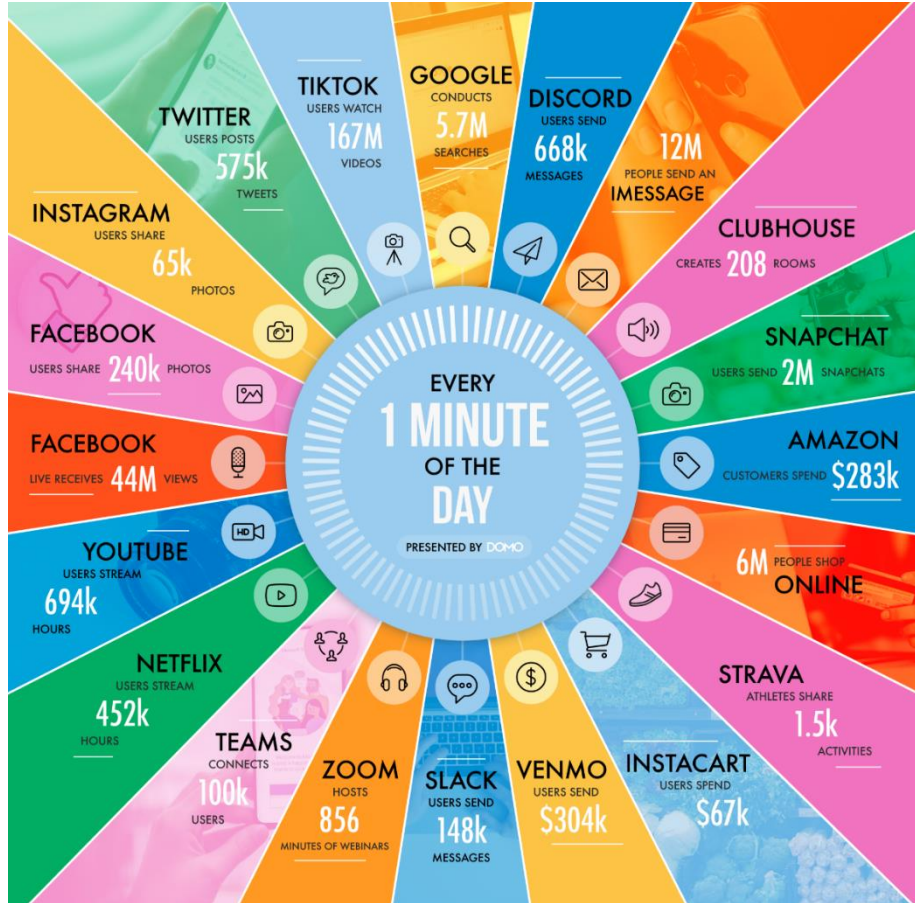 EVERY
1 MINUTE
OF THE
DAY
PRESENTED BY DOMO
GOOGLE
CONDUCTS
5.7M
SEARCHES
DISCORD
USERS SEND
668k
MESSAGES
12M
PEOPLE SEND AN
IMESSAGE
CLUBHOUSE
CREATES 208 ROOMS
SNAPCHAT
USERS SEND 2M SNAPCHATS
AMAZON
CUSTOMERS SPEND $283k
6M PEOPLE SHOP
ONLINE
STRAVA
ATHLETES SHARE
1.5k
ACTIVITIES
INSTACART
USERS SPEND
$67k
VENMO
USERS SEND
$304k
SLACK
USERS SEND
148k
MESSAGES
ZOOM
HOSTS
856
MINUTES OF WEBINARS
TEAMS
CONNECTS
100k
USERS
NETFLIX
USERS STREAM
452k
HOURS
YOUTUBE
USERS STREAM
694k
HOURS
HD
FACEBOOK
LIVE RECEIVES 44M VIEWS
FACEBOOK
USERS SHARE 240k PHOTOS
INSTAGRAM
USERS SHARE
65k
PHOTOS
TWITTER
USERS POSTS
575k
TWEETS
TIKTOK
USERS WATCH
167M
VIDEOS